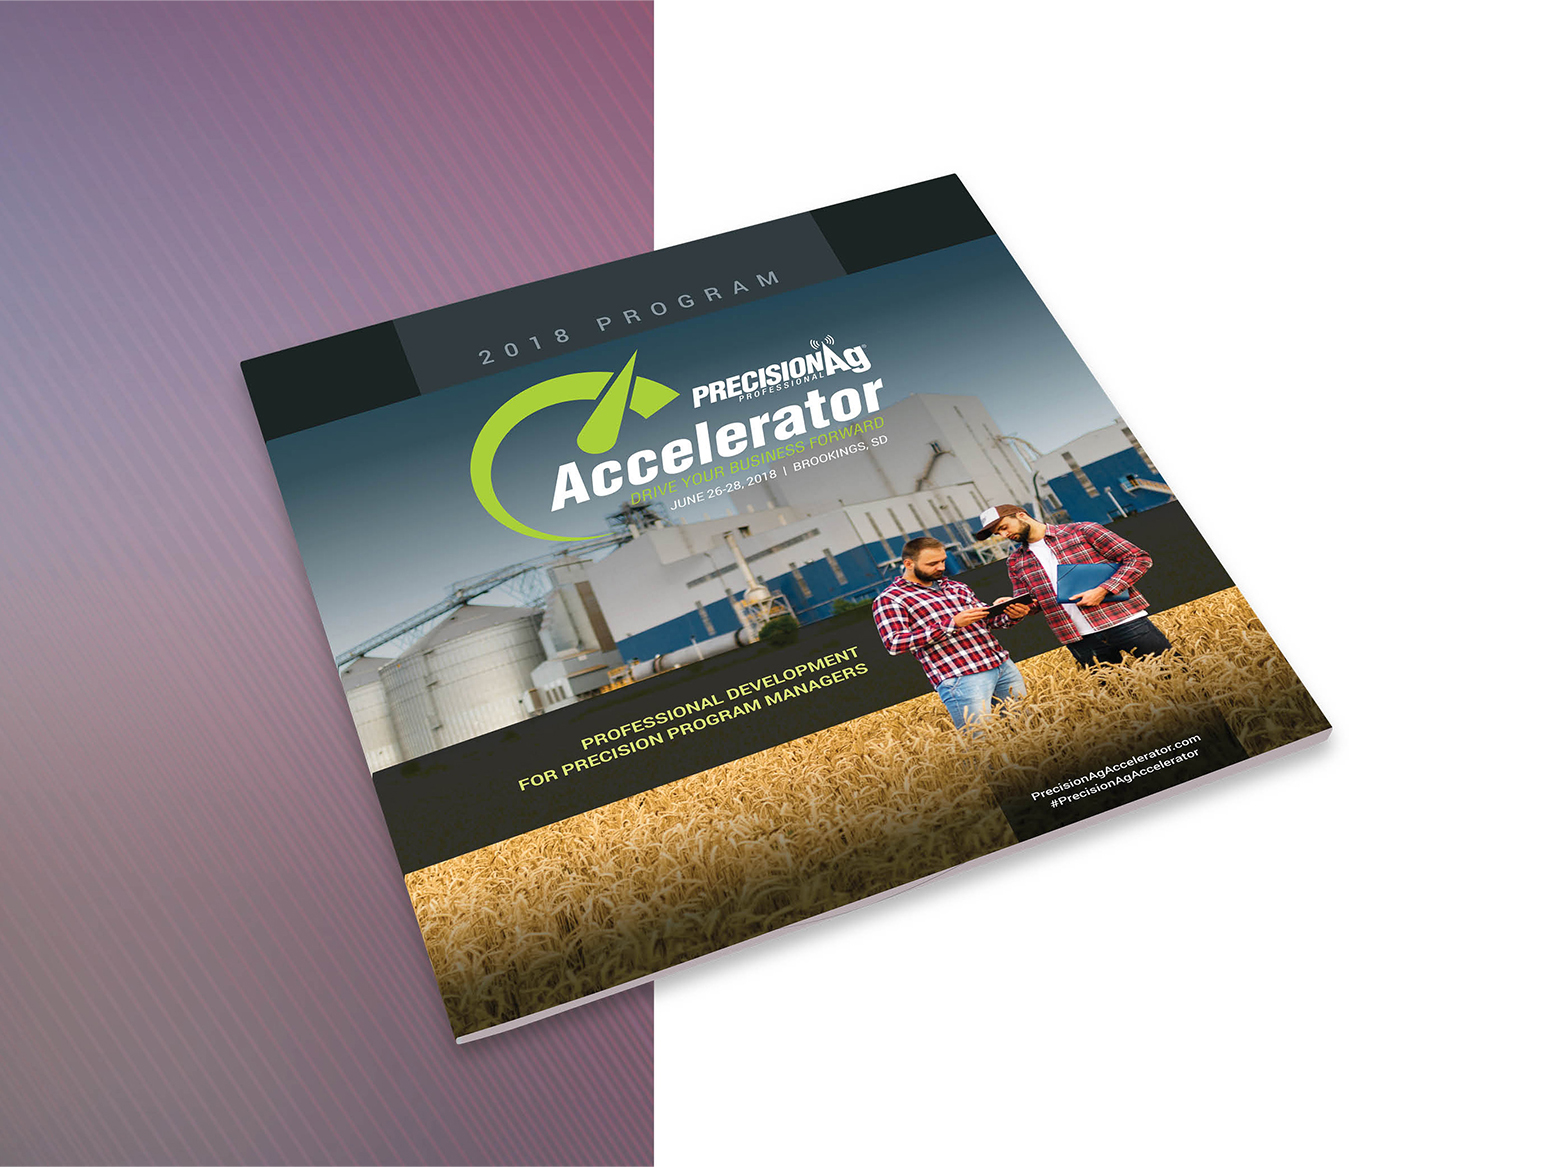 2018 PROGRAM
PRECISIONAg®
PROFESSIONAL
Accelerator
DRIVE YOUR BUSINESS FORWARD
JUNE 26-28, 2018 | BROOKINGS, SD
PROFESSIONAL DEVELOPMENT
FOR PRECISION PROGRAM MANAGERS
PrecisionAgAccelerator.com
#PrecisionAgAccelerator